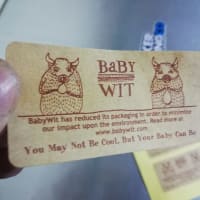 BaBY
WIT
BabyWit has reduced its packaging in order to minimize
our impact upon the environment. Read more at
www.babywit.com
You May Not Be Cool, But Your Baby Can Be